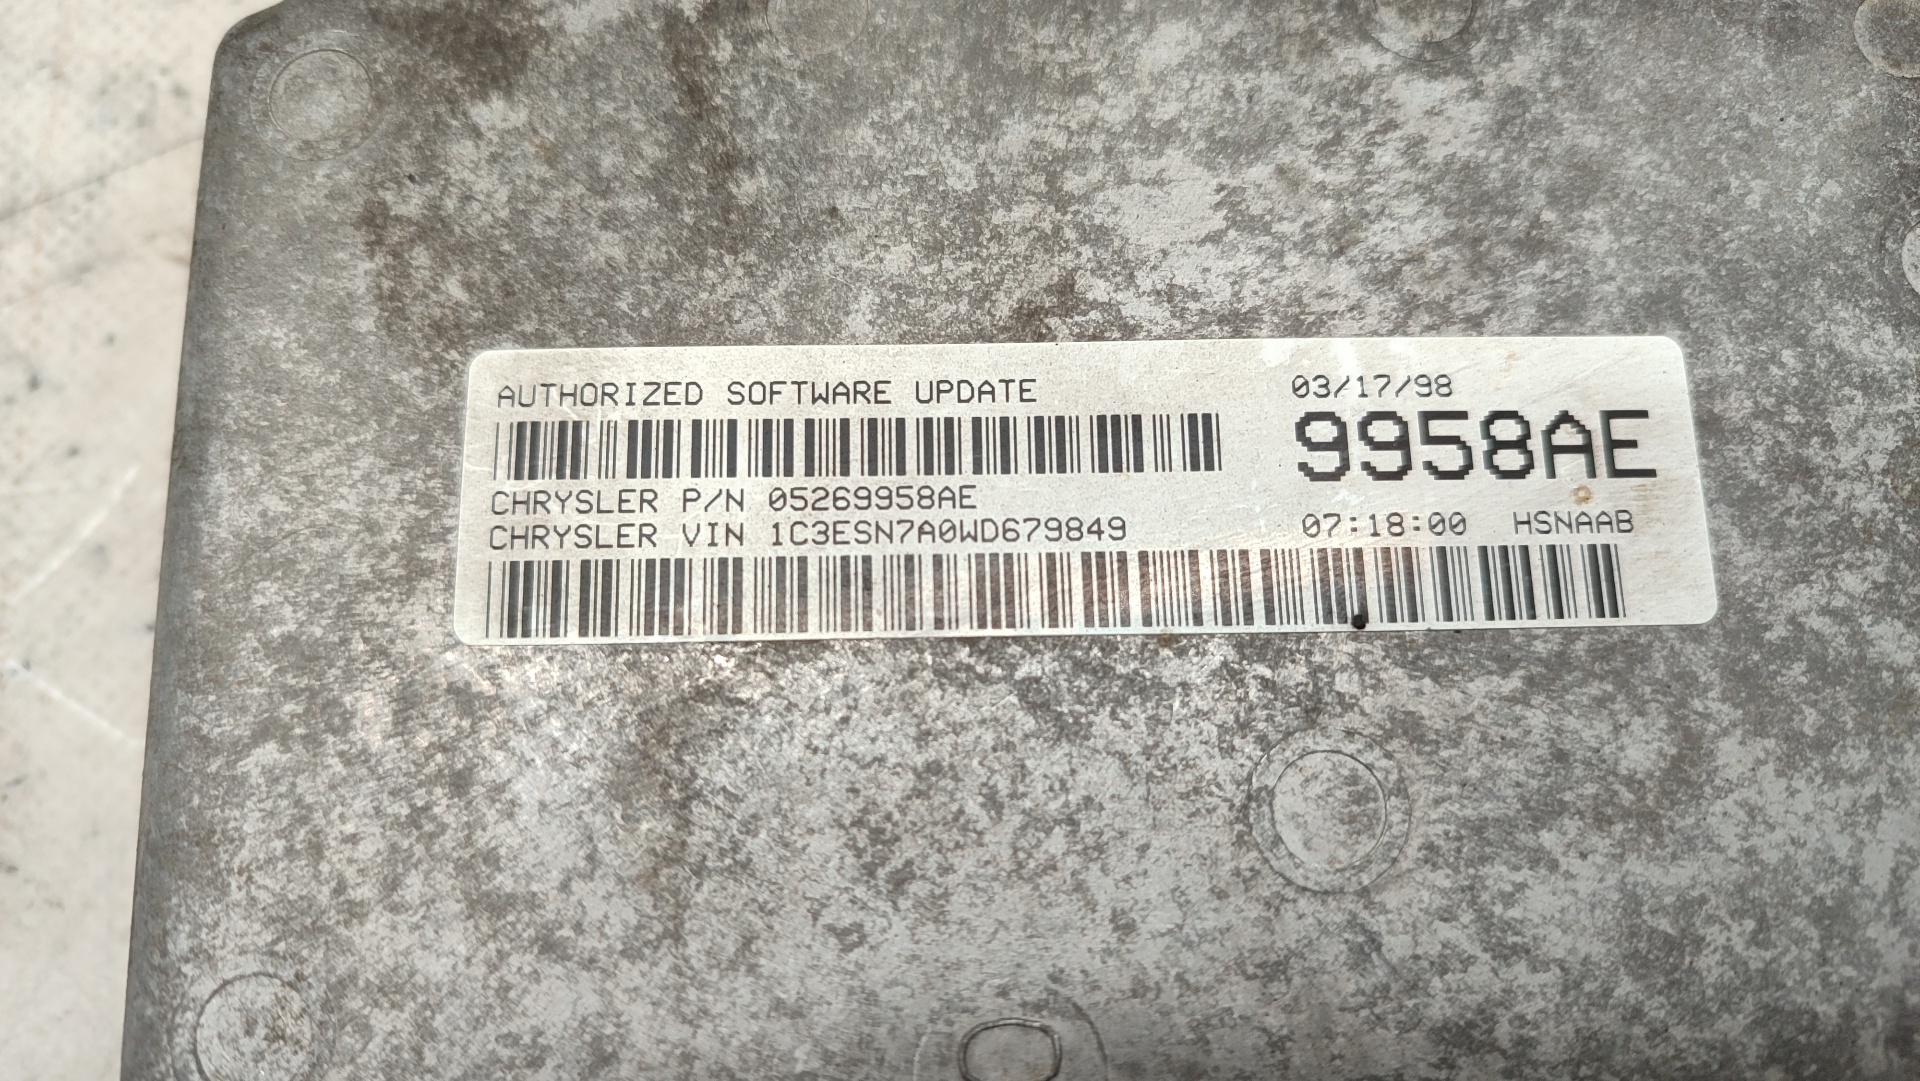 AUTHORIZED SOFTWARE UPDATE 03/17/98
9958AE
CHRYSLER P/N 05269958AE
CHRYSLER VIN 1C3ESN7A0WD679849 07:18:00 HSNAAB